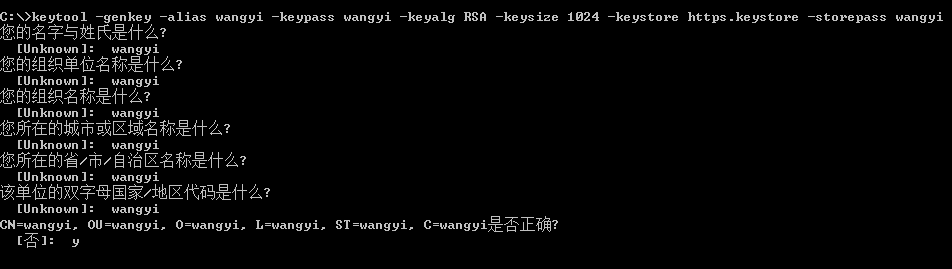 C:\>keytool -genkey -alias wangyi -keypass wangyi -keyalg RSA -keysize 1024 -keystore https.keystore -storepass wangyi
您的名字与姓氏是什么?
[Unknown]:  wangyi
您的组织单位名称是什么?
[Unknown]:  wangyi
您的组织名称是什么?
[Unknown]:  wangyi
您所在的城市或区域名称是什么?
[Unknown]:  wangyi
您所在的省/市/自治区名称是什么?
[Unknown]:  wangyi
该单位的双字母国家/地区代码是什么?
[Unknown]:  wangyi
CN=wangyi, OU=wangyi, O=wangyi, L=wangyi, ST=wangyi, C=wangyi是否正确?
[否]:  y